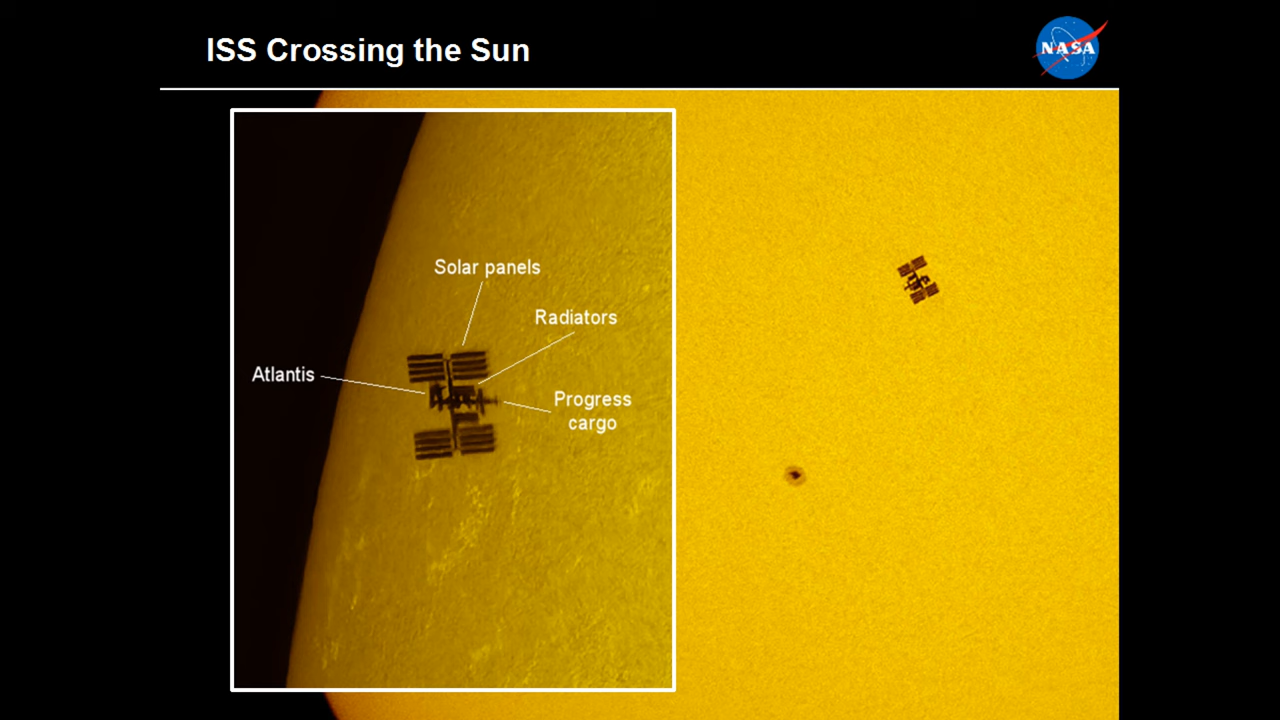 ISS Crossing the Sun
NASA
Solar panels
Radiators
Atlantis
Progress
cargo